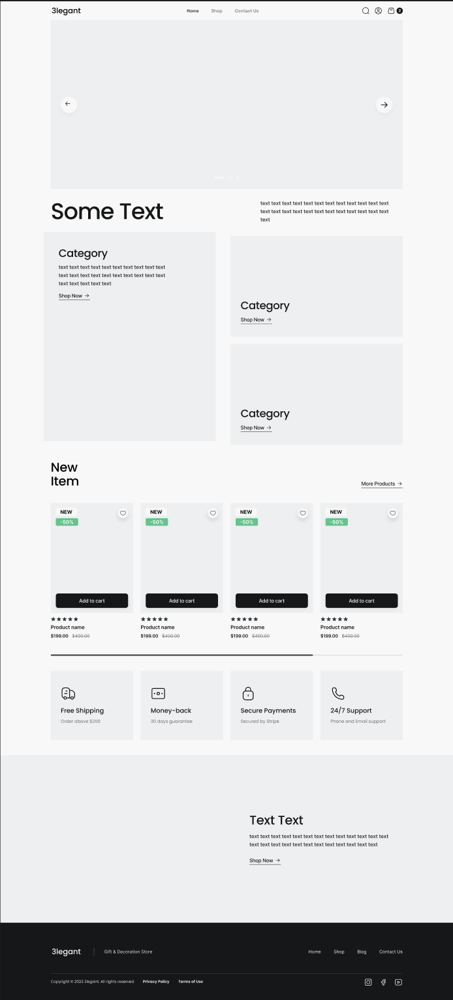 3legant
Home Shop Contact Us
2
Some Text
text text text text text text text text text text text text
text text text text text text text text text text text text
text
Category
text text text text text text text text text text
text text text text text text text text text text
text text text text text
Shop Now
Category
Shop Now
Category
Shop Now
New
Item
More Products
NEW
-50%
Add to cart
Product name
$199.00 $400.00
NEW
-50%
Add to cart
Product name
$199.00 $400.00
NEW
-50%
Add to cart
Product name
$199.00 $400.00
NEW
-50%
Add to cart
Product name
$199.00 $400.00
Free Shipping
Order above $200
Money-back
30 days guarantee
Secure Payments
Secured by Stripe
24/7 Support
Phone and Email support
Text Text
text text text text text text text text text text text text text
text text text text text text text text text text text text
Shop Now
3legant
Gift & Decoration Store
Home Shop Blog Contact Us
Copyright © 2023 3legant. All rights reserved Privacy Policy Terms of Use